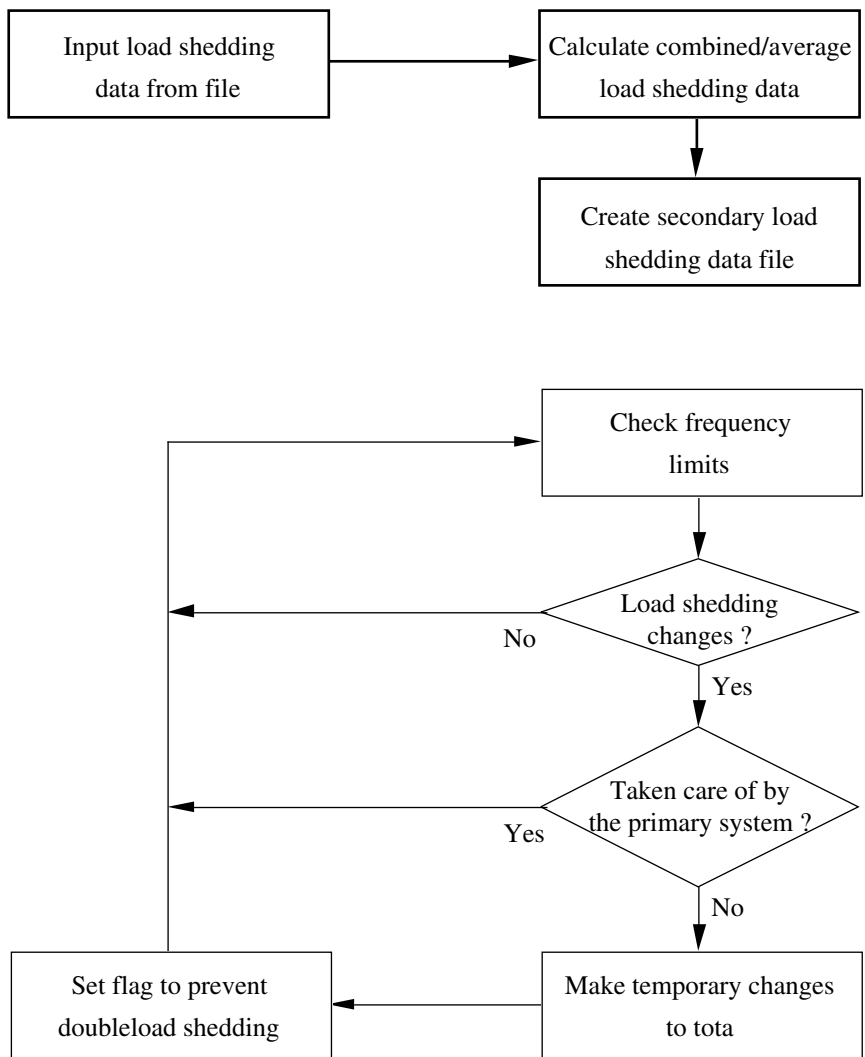 Input load shedding
data from file
Calculate combined/average
load shedding data
Create secondary load
shedding data file
Check frequency
limits
Load shedding
changes ?
No
Yes
Taken care of by
the primary system ?
Yes
No
Set flag to prevent
doubleload shedding
Make temporary changes
to tota